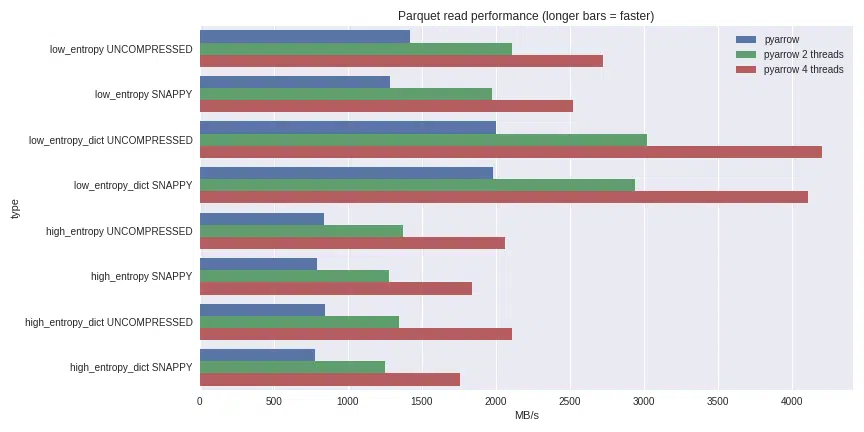 Parquet read performance (longer bars = faster)
pyarrow
pyarrow 2 threads
pyarrow 4 threads
low_entropy UNCOMPRESSED
low_entropy SNAPPY
low_entropy_dict UNCOMPRESSED
low_entropy_dict SNAPPY
high_entropy UNCOMPRESSED
high_entropy SNAPPY
high_entropy_dict UNCOMPRESSED
high_entropy_dict SNAPPY
type
0 500 1000 1500 2000 2500 3000 3500 4000
MB/s